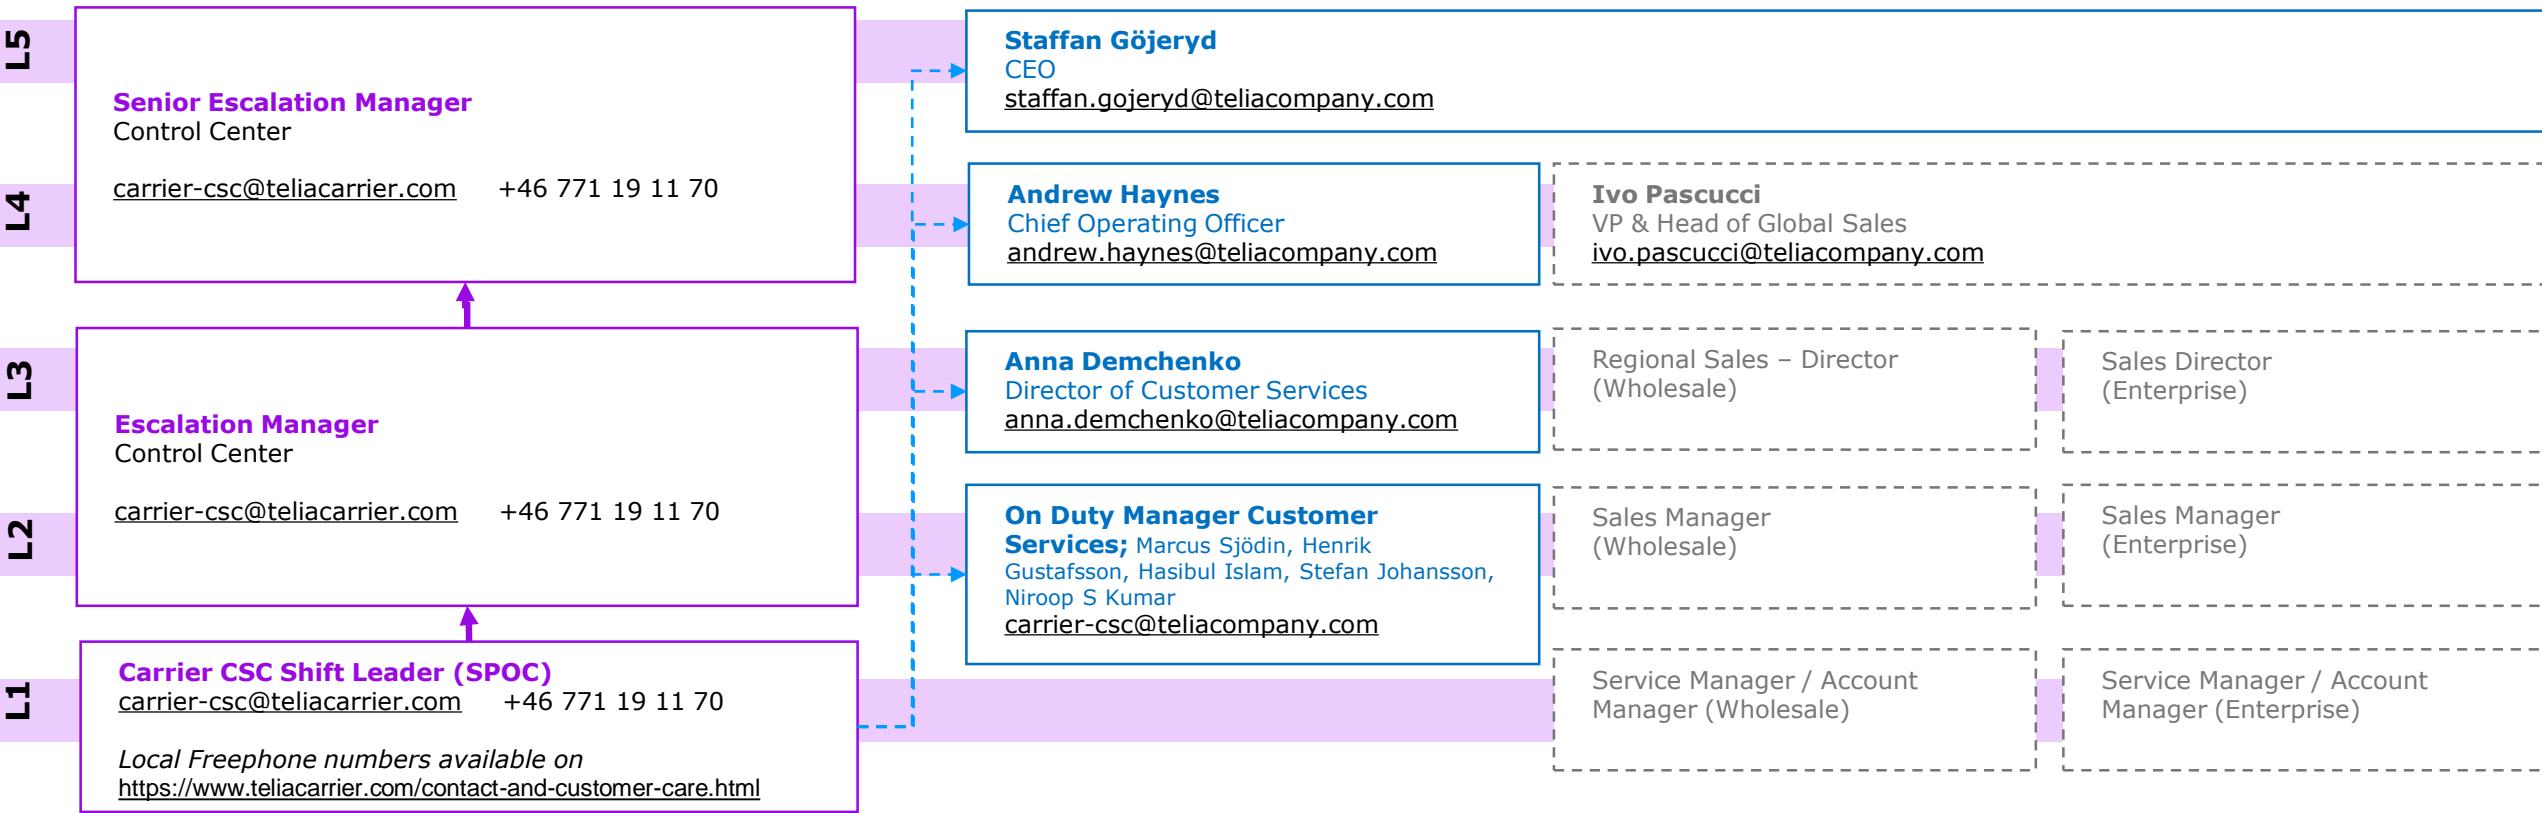 L5
Senior Escalation Manager
Control Center
carrier-csc@teliacarrier.com +46 771 19 11 70
Staffan Göjeryd
CEO
staffan.gojeryd@teliacompany.com
L4
Andrew Haynes
Chief Operating Officer
andrew.haynes@teliacompany.com
Ivo Pascucci
VP & Head of Global Sales
ivo.pascucci@teliacompany.com
L3
Escalation Manager
Control Center
carrier-csc@teliacarrier.com +46 771 19 11 70
Anna Demchenko
Director of Customer Services
anna.demchenko@teliacompany.com
Regional Sales – Director
(Wholesale)
Sales Director
(Enterprise)
L2
On Duty Manager Customer
Services; Marcus Sjödin, Henrik
Gustafsson, Hasibul Islam, Stefan Johansson,
Niroop S Kumar
carrier-csc@teliacompany.com
Sales Manager
(Wholesale)
Sales Manager
(Enterprise)
L1
Carrier CSC Shift Leader (SPOC)
carrier-csc@teliacarrier.com +46 771 19 11 70
Local Freephone numbers available on
https://www.teliacarrier.com/contact-and-customer-care.html
Service Manager / Account
Manager (Wholesale)
Service Manager / Account
Manager (Enterprise)